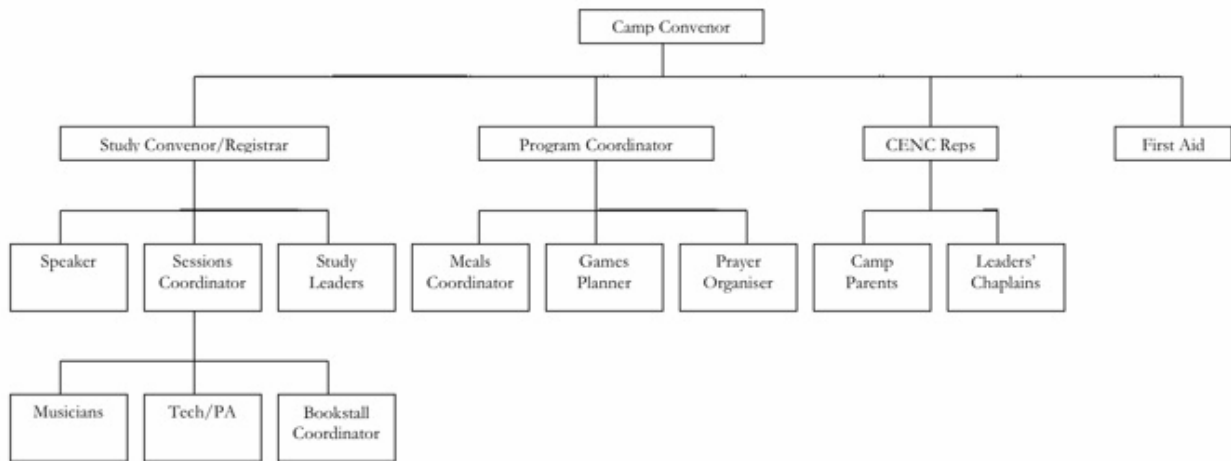 Camp Convenor
Study Convenor/Registrar
Program Coordinator
CENC Reps
First Aid
Speaker
Sessions
Coordinator
Study
Leaders
Meals
Coordinator
Games
Planner
Prayer
Organiser
Camp
Parents
Leaders'
Chaplains
Musicians
Tech/PA
Bookstall
Coordinator